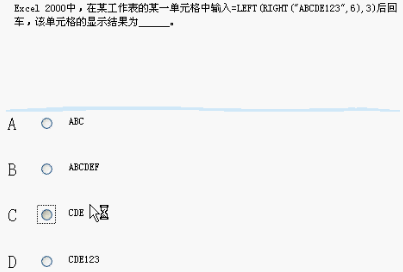 Excel 2000中，在某工作表的某一单元格中输入=LEFT(RIGHT("ABCDE123",6),3)后回
车，该单元格的显示结果为______。
A ABC
B ABCDEF
C CDE
D CDE123